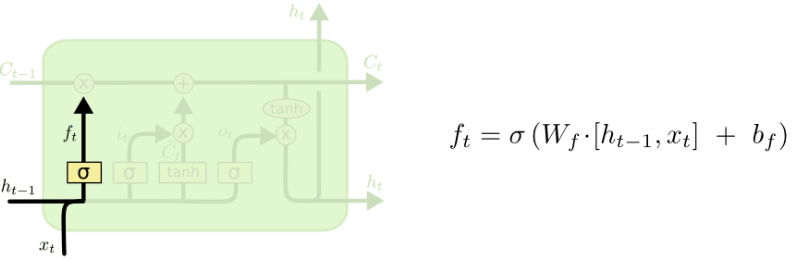 h_t
C_{t-1} × + C_t
tanh
f_t i_t × o_t ×
C̃_t
σ σ tanh σ
h_{t-1} h_t
x_t
f_t = σ (W_f · [h_{t-1}, x_t] + b_f)